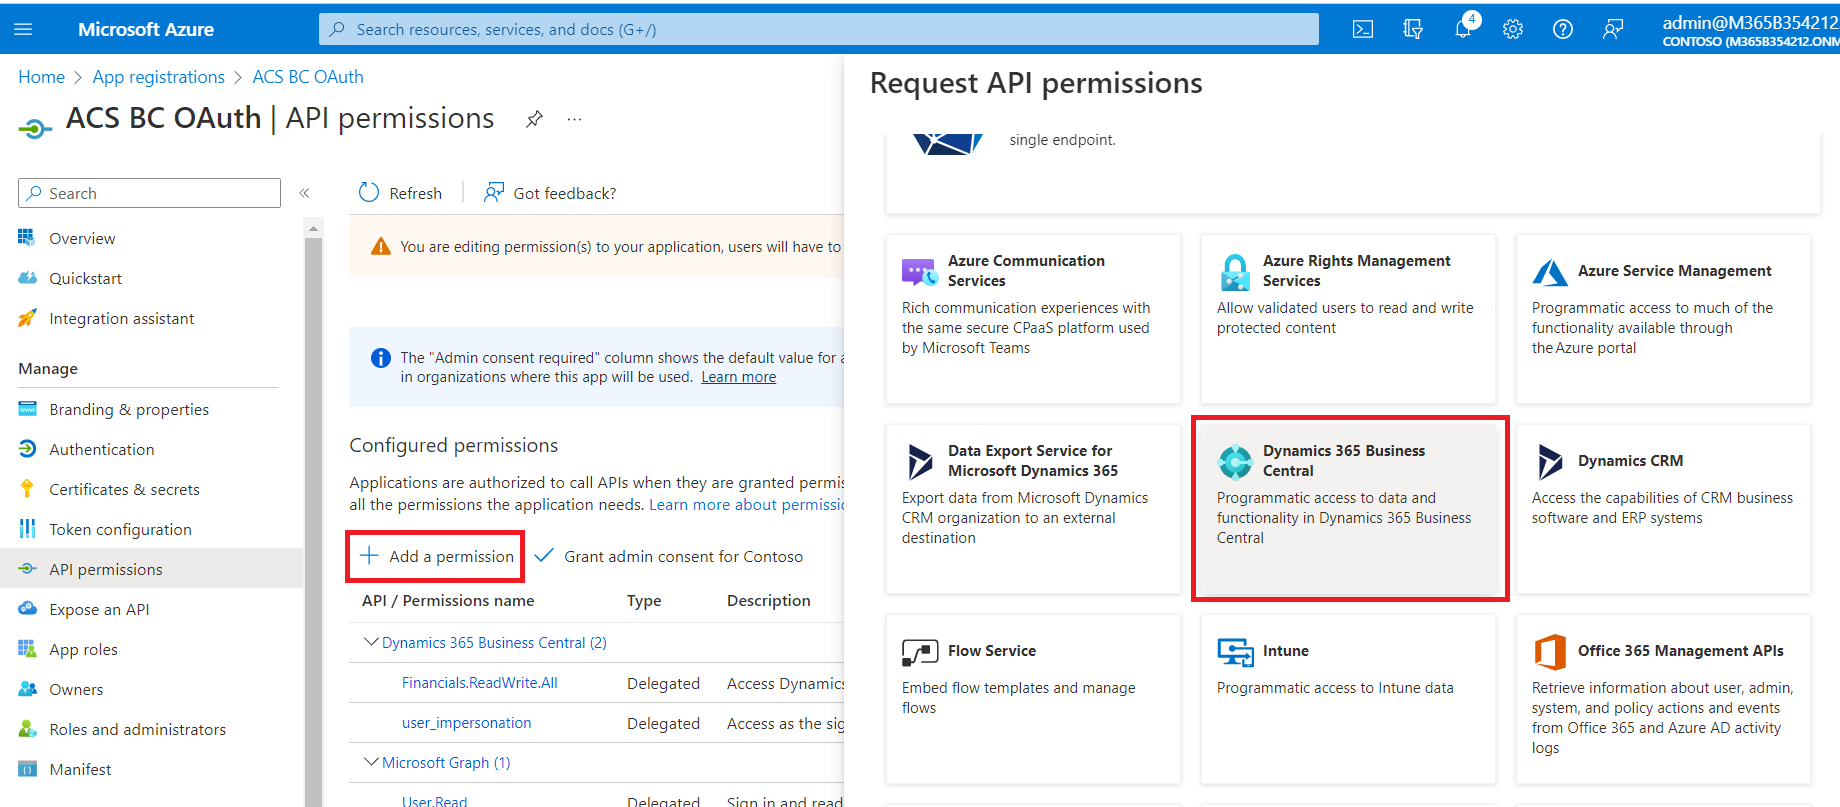 Microsoft Azure
Search resources, services, and docs (G+/)
4
admin@M365B354212
CONTOSO (M365B354212.ONM
Home > App registrations > ACS BC OAuth
ACS BC OAuth | API permissions
...
Search
«
Overview
Quickstart
Integration assistant
Manage
Branding & properties
Authentication
Certificates & secrets
Token configuration
API permissions
Expose an API
App roles
Owners
Roles and administrators
Manifest
Refresh
Got feedback?
You are editing permission(s) to your application, users will have to
The "Admin consent required" column shows the default value for a
in organizations where this app will be used. Learn more
Configured permissions
Applications are authorized to call APIs when they are granted permis
all the permissions the application needs. Learn more about permissio
+ Add a permission
Grant admin consent for Contoso
API / Permissions name Type Description
Dynamics 365 Business Central (2)
Financials.ReadWrite.All Delegated Access Dynamics
user_impersonation Delegated Access as the sig
Microsoft Graph (1)
User.Read Delegated Sign in and read
Request API permissions
single endpoint.
Azure Communication
Services
Rich communication experiences with
the same secure CPaaS platform used
by Microsoft Teams
Azure Rights Management
Services
Allow validated users to read and write
protected content
Azure Service Management
Programmatic access to much of the
functionality available through
the Azure portal
Data Export Service for
Microsoft Dynamics 365
Export data from Microsoft Dynamics
CRM organization to an external
destination
Dynamics 365 Business
Central
Programmatic access to data and
functionality in Dynamics 365 Business
Central
Dynamics CRM
Access the capabilities of CRM business
software and ERP systems
Flow Service
Embed flow templates and manage
flows
Intune
Programmatic access to Intune data
Office 365 Management APIs
Retrieve information about user, admin,
system, and policy actions and events
from Office 365 and Azure AD activity
logs